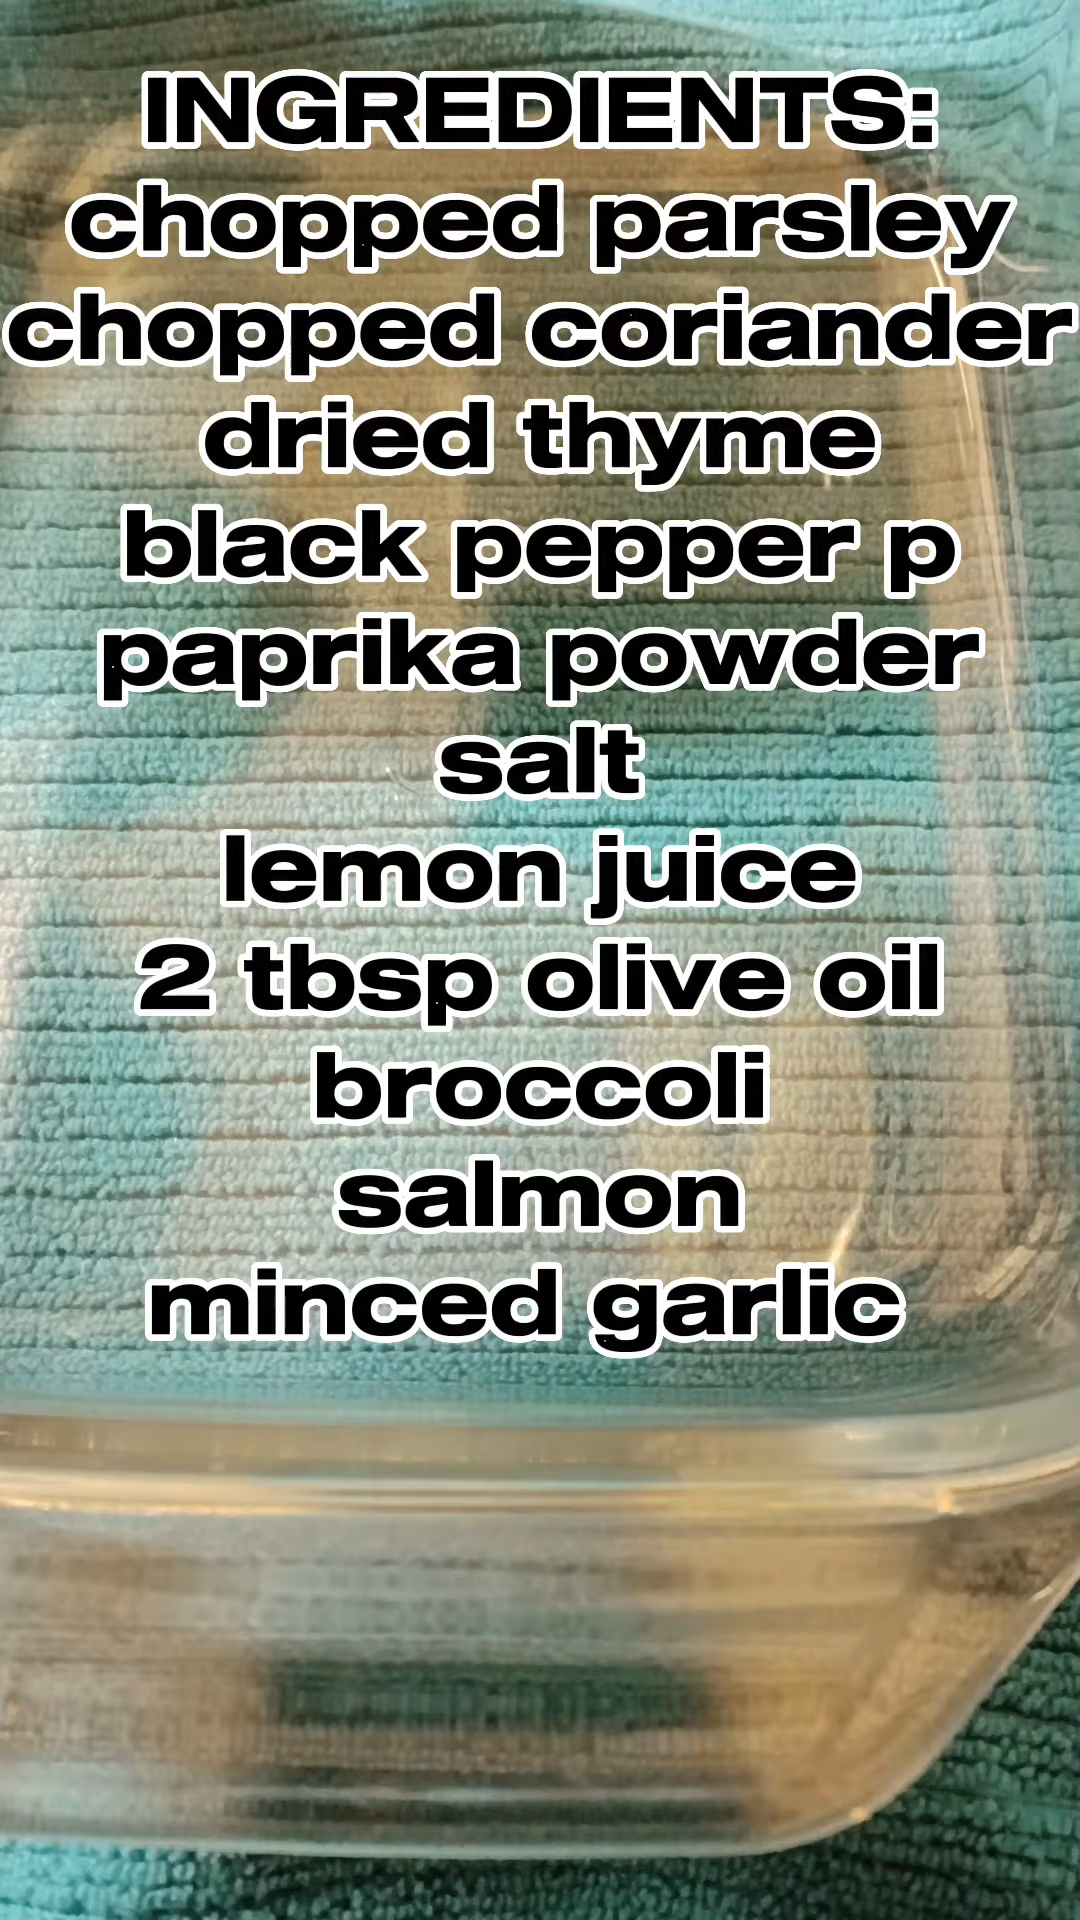 INGREDIENTS:
chopped parsley
chopped coriander
dried thyme
black pepper p
paprika powder
salt
lemon juice
2 tbsp olive oil
broccoli
salmon
minced garlic